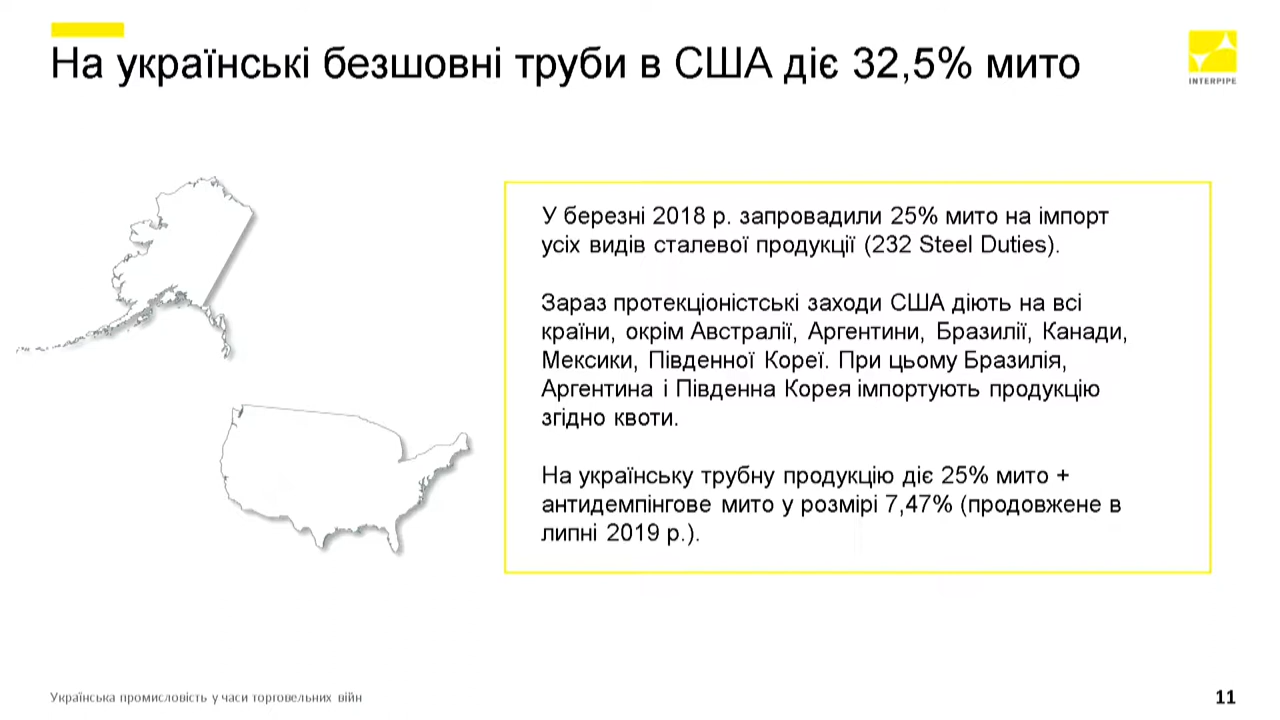 На українські безшовні труби в США діє 32,5% мито
INTERPIPE
У березні 2018 р. запровадили 25% мито на імпорт
усіх видів сталевої продукції (232 Steel Duties).
Зараз протекціоністські заходи США діють на всі
країни, окрім Австралії, Аргентини, Бразилії, Канади,
Мексики, Південної Кореї. При цьому Бразилія,
Аргентина і Південна Корея імпортують продукцію
згідно квоти.
На українську трубну продукцію діє 25% мито +
антидемпінгове мито у розмірі 7,47% (продовжене в
липні 2019 р.).
Українська промисловість у часи торговельних війн
11